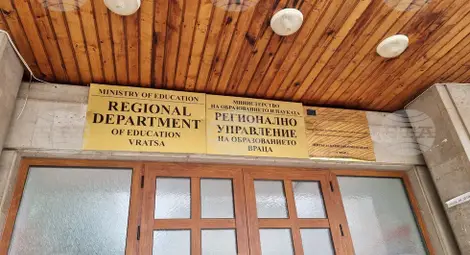 MINISTRY OF EDUCATION
REGIONAL
DEPARTMENT
OF EDUCATION
VRATSA
МИНИСТЕРСТВО
НА ОБРАЗОВАНИЕТО И НАУКАТА
РЕГИОНАЛНО
УПРАВЛЕНИЕ
НА ОБРАЗОВАНИЕТО
ВРАЦА